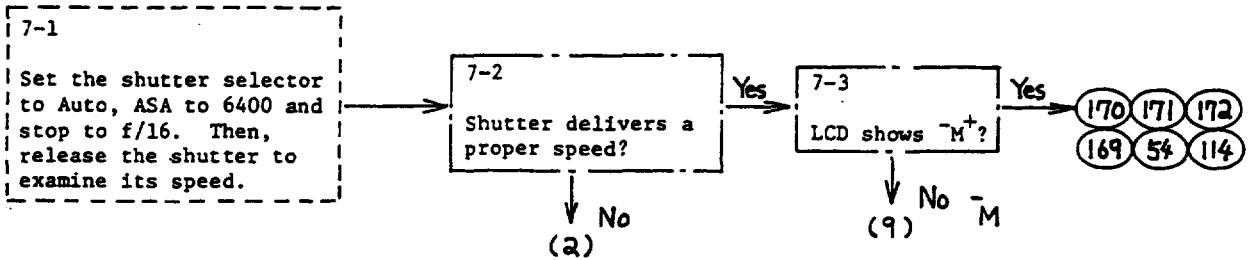 7-1
Set the shutter selector
to Auto, ASA to 6400 and
stop to f/16. Then,
release the shutter to
examine its speed.
7-2
Shutter delivers a
proper speed?
Yes
No
(2)
7-3
LCD shows ⁻M⁺?
Yes
No ⁻M
(9)
170 171 172
169 54 114